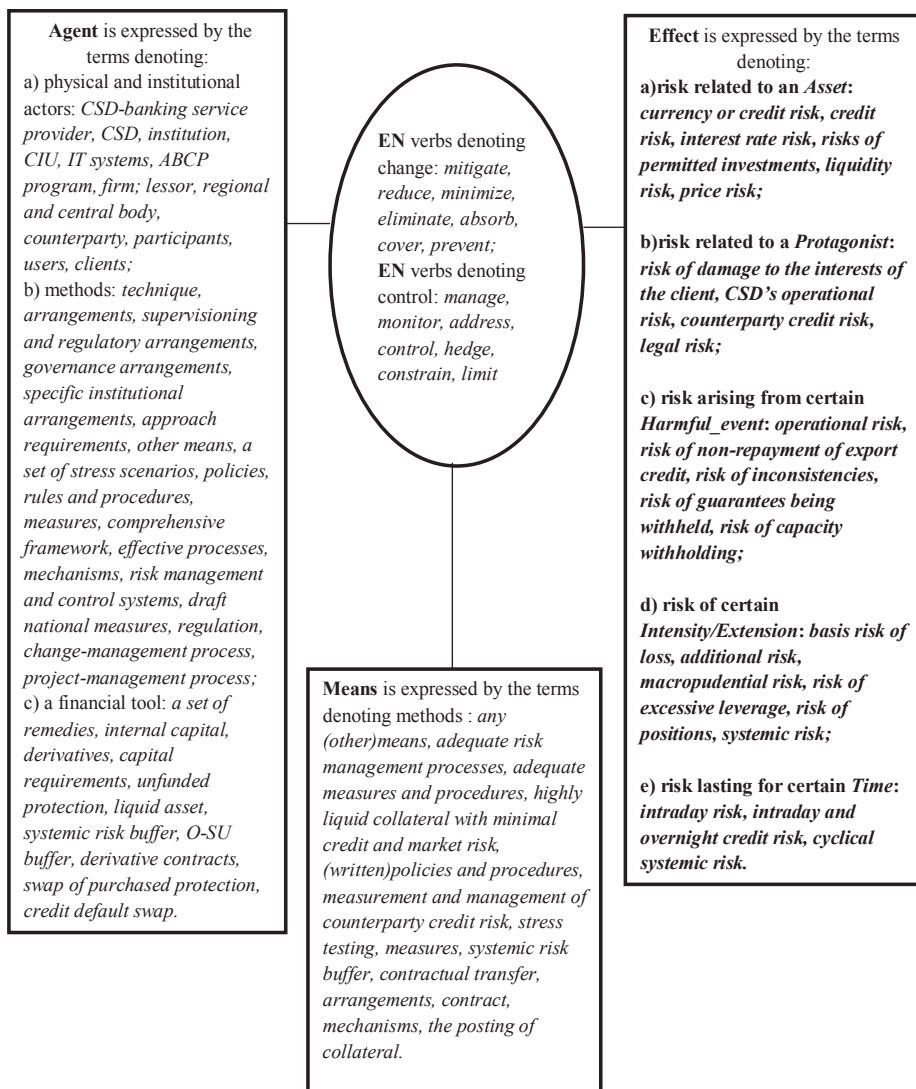 Agent is expressed by the
terms denoting:
a) physical and institutional
actors: CSD-banking service
provider, CSD, institution,
CIU, IT systems, ABCP
program, firm; lessor, regional
and central body,
counterparty, participants,
users, clients;
b) methods: technique,
arrangements, supervisioning
and regulatory arrangements,
governance arrangements,
specific institutional
arrangements, approach
requirements, other means, a
set of stress scenarios, policies,
rules and procedures,
measures, comprehensive
framework, effective processes,
mechanisms, risk management
and control systems, draft
national measures, regulation,
change-management process,
project-management process;
c) a financial tool: a set of
remedies, internal capital,
derivatives, capital
requirements, unfunded
protection, liquid asset,
systemic risk buffer, O-SU
buffer, derivative contracts,
swap of purchased protection,
credit default swap.
EN verbs denoting
change: mitigate,
reduce, minimize,
eliminate, absorb,
cover, prevent;
EN verbs denoting
control: manage,
monitor, address,
control, hedge,
constrain, limit
Effect is expressed by the terms
denoting:
a)risk related to an Asset:
currency or credit risk, credit
risk, interest rate risk, risks of
permitted investments, liquidity
risk, price risk;
b)risk related to a Protagonist:
risk of damage to the interests of
the client, CSD's operational
risk, counterparty credit risk,
legal risk;
c) risk arising from certain
Harmful_event: operational risk,
risk of non-repayment of export
credit, risk of inconsistencies,
risk of guarantees being
withheld, risk of capacity
withholding;
d) risk of certain
Intensity/Extension: basis risk of
loss, additional risk,
macropudential risk, risk of
excessive leverage, risk of
positions, systemic risk;
e) risk lasting for certain Time:
intraday risk, intraday and
overnight credit risk, cyclical
systemic risk.
Means is expressed by the terms
denoting methods : any
(other)means, adequate risk
management processes, adequate
measures and procedures, highly
liquid collateral with minimal
credit and market risk,
(written)policies and procedures,
measurement and management of
counterparty credit risk, stress
testing, measures, systemic risk
buffer, contractual transfer,
arrangements, contract,
mechanisms, the posting of
collateral.